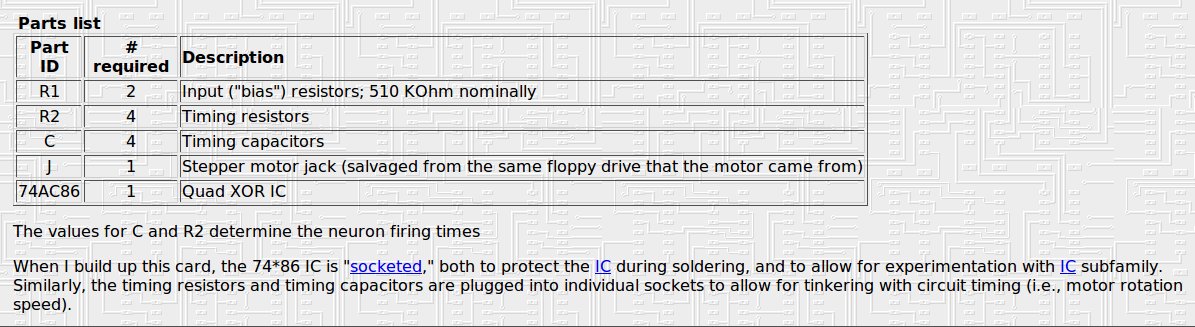 Parts list
Part ID # required Description
R1 2 Input ("bias") resistors; 510 KOhm nominally
R2 4 Timing resistors
C 4 Timing capacitors
J 1 Stepper motor jack (salvaged from the same floppy drive that the motor came from)
74AC86 1 Quad XOR IC
The values for C and R2 determine the neuron firing times
When I build up this card, the 74*86 IC is "socketed," both to protect the IC during soldering, and to allow for experimentation with IC subfamily.
Similarly, the timing resistors and timing capacitors are plugged into individual sockets to allow for tinkering with circuit timing (i.e., motor rotation
speed).